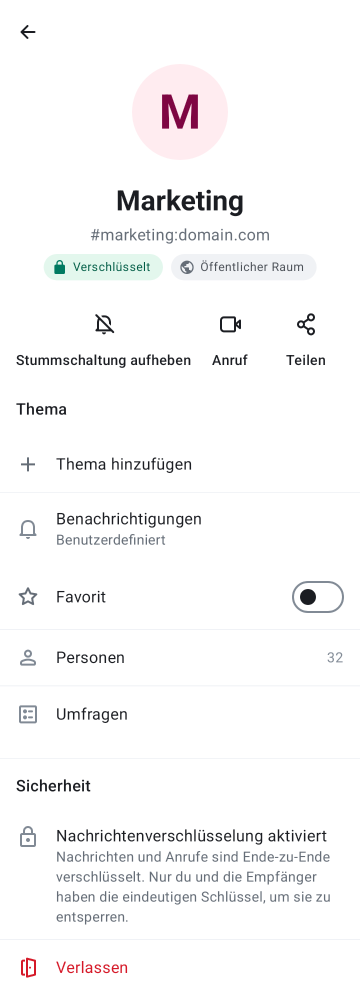 M
Marketing
#marketing:domain.com
Verschlüsselt
Öffentlicher Raum
Stummschaltung aufheben
Anruf
Teilen
Thema
Thema hinzufügen
Benachrichtigungen
Benutzerdefiniert
Favorit
Personen 32
Umfragen
Sicherheit
Nachrichtenverschlüsselung aktiviert
Nachrichten und Anrufe sind Ende-zu-Ende
verschlüsselt. Nur du und die Empfänger
haben die eindeutigen Schlüssel, um sie zu
entsperren.
Verlassen